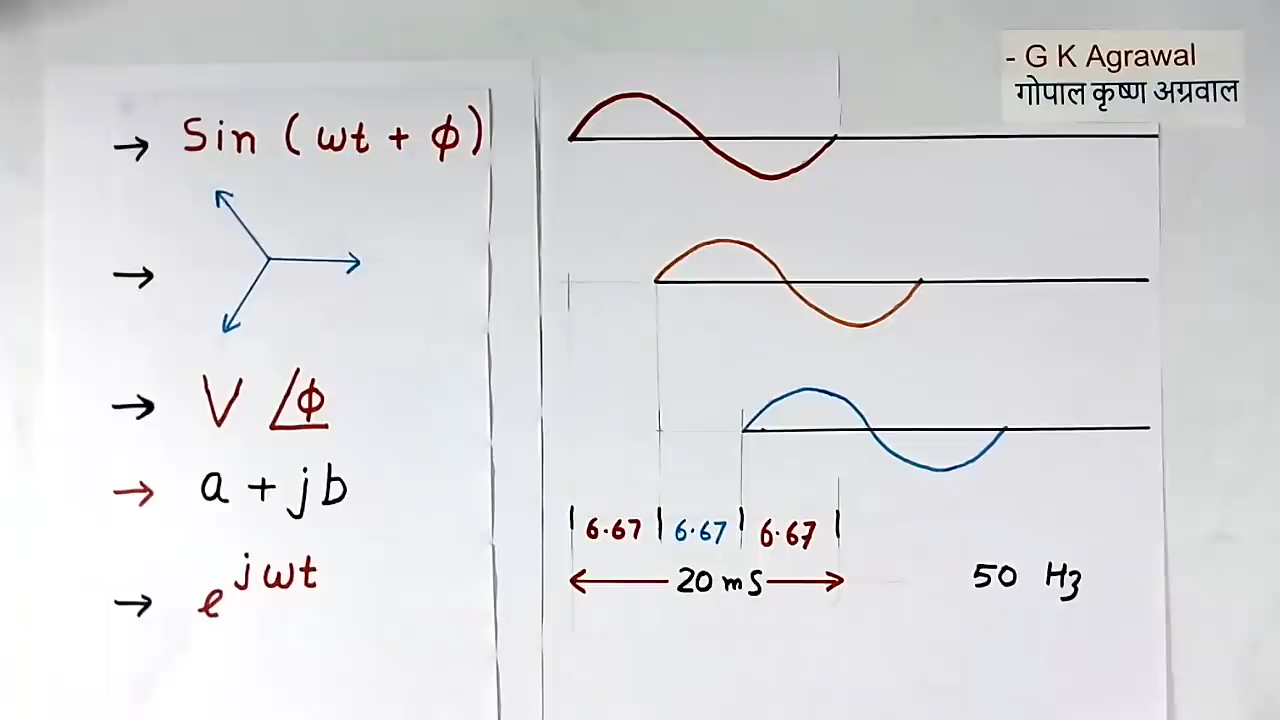 - G K Agrawal
गोपाल कृष्ण अग्रवाल
→ Sin (ωt + ϕ)
→
→ V ∠ϕ
→ a + jb
→ e^jωt
6.67 6.67 6.67
20 mS
50 Hz